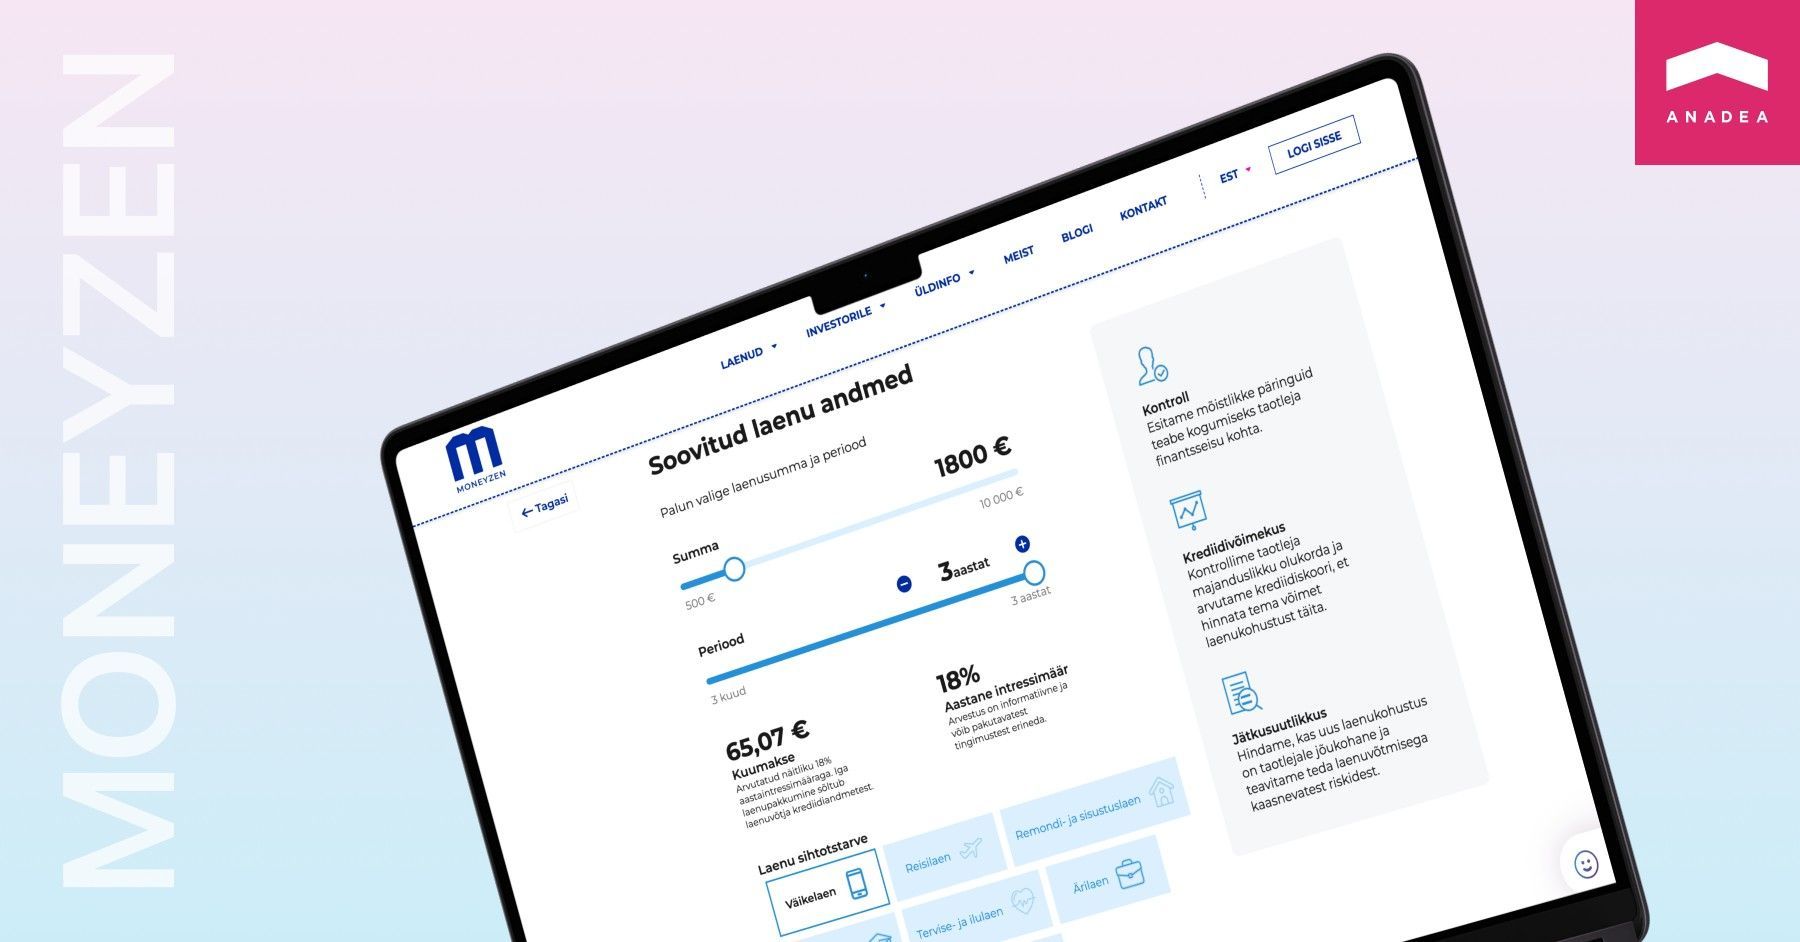 MONEYZEN
ANADEA
LAENUD
INVESTORILE
ÜLDINFO
MEIST
BLOGI
KONTAKT
EST
LOGI SISSE
MONEYZEN
← Tagasi
Soovitud laenu andmed
Palun valige laenusumma ja periood
Summa
1800 €
500 €
10 000 €
Periood
3 aastat
3 kuud
3 aastat
65,07 €
Kuumakse
Arvutatud näitliku 18%
aastaintressimääraga. Iga
laenupakkumine sõltub
laenuvõtja krediidiandmetest.
18%
Aastane intressimäär
Arvestus on informatiivne ja
võib pakutavatest
tingimustest erineda.
Laenu sihtotstarve
Väikelaen
Reisilaen
Remondi- ja sisustuslaen
Tervise- ja ilulaen
Ärilaen
Kontroll
Esitame mõistlikke päringuid
teabe kogumiseks taotleja
finantsseisu kohta.
Krediidivõimekus
Kontrollime taotleja
majanduslikku olukorda ja
arvutame krediidiskoori, et
hinnata tema võimet
laenukohustust täita.
Jätkusuutlikkus
Hindame, kas uus laenukohustus
on taotlejale jõukohane ja
teavitame teda laenuvõtmisega
kaasnevatest riskidest.